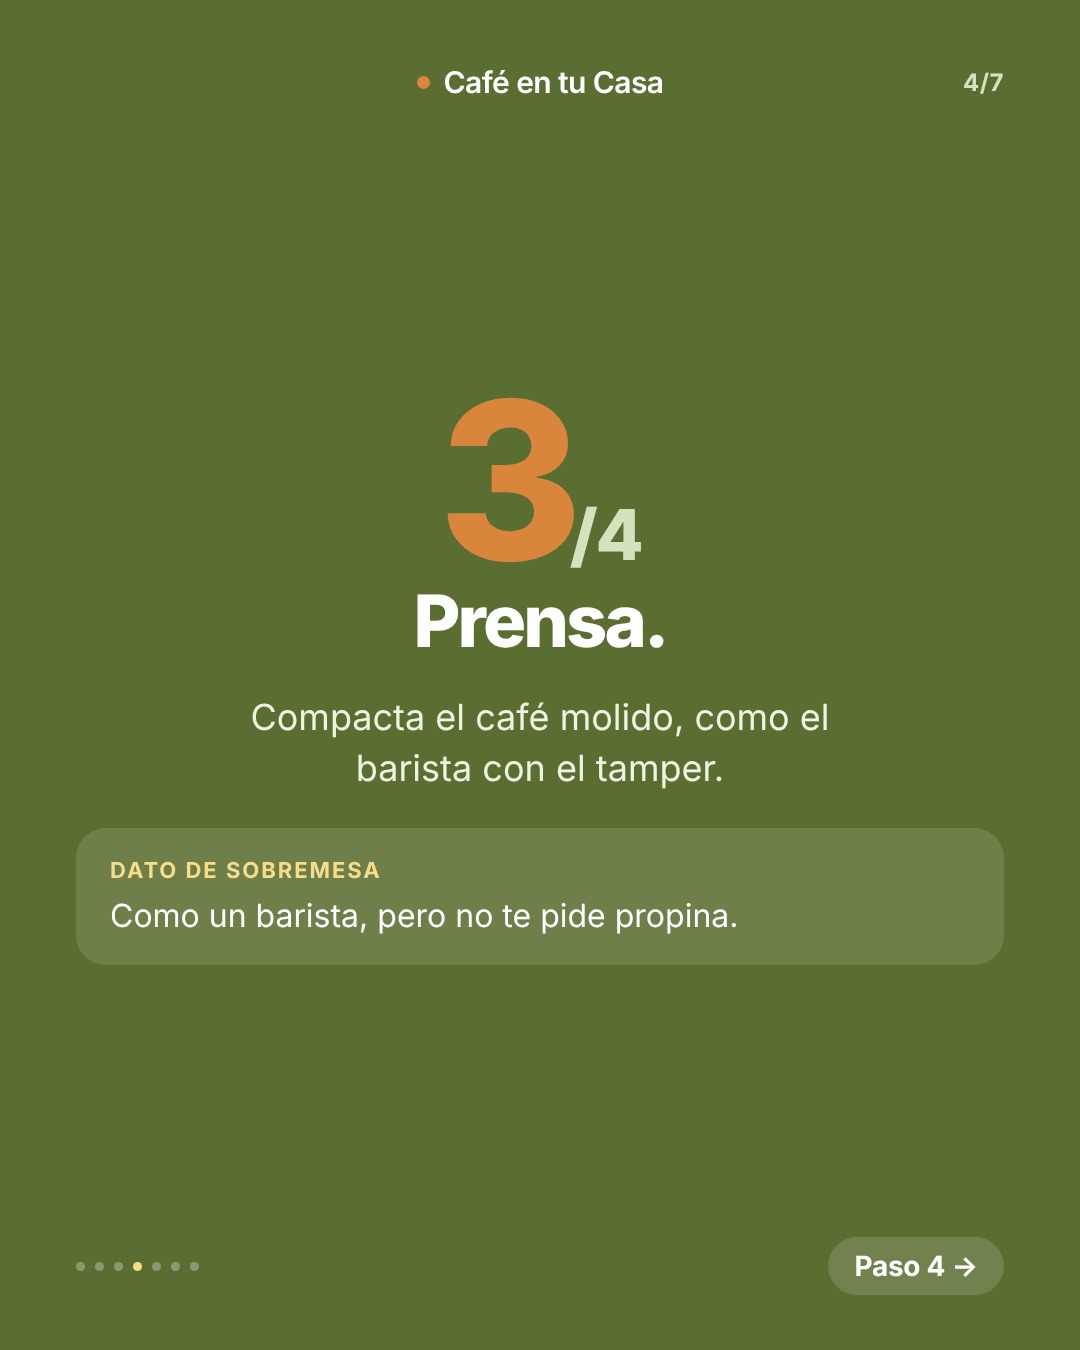 Café en tu Casa
4/7
3/4
Prensa.
Compacta el café molido, como el
barista con el tamper.
DATO DE SOBREMESA
Como un barista, pero no te pide propina.
Paso 4 →